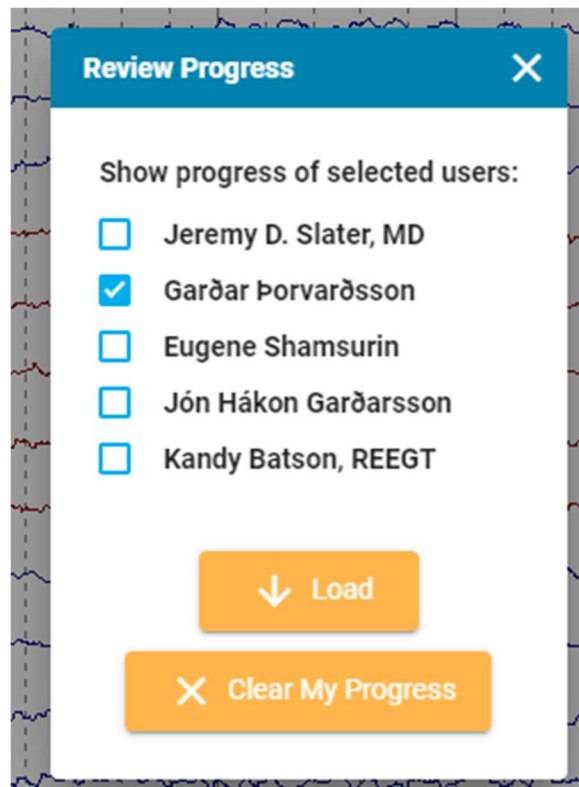 Review Progress
Show progress of selected users:
Jeremy D. Slater, MD
Garðar Þorvarðsson
Eugene Shamsurin
Jón Hákon Garðarsson
Kandy Batson, REEGT
Load
Clear My Progress